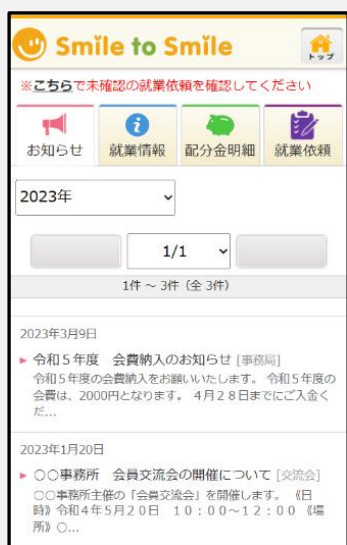 Smile to Smile
トップ
※こちらで未確認の就業依頼を確認してください
お知らせ 就業情報 配分金明細 就業依頼
2023年
1/1
1件 ~ 3件 (全 3件)
2023年3月9日
令和５年度　会費納入のお知らせ [事務局]
令和５年度の会費納入をお願いいたします。 令和５年度の
会費は、2000円となります。 ４月２８日までにご入金く
だ...
2023年1月20日
○○事務所　会員交流会の開催について [交流会]
○○事務所主催の「会員交流会」を開催します。 《日
時》令和４年５月２０日　１０：００～１２：００ 《場
所》○...